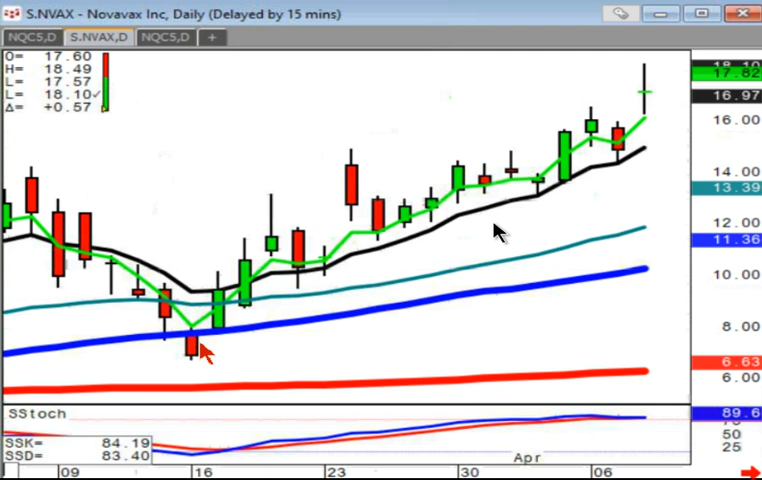 S.NVAX - Novavax Inc, Daily (Delayed by 15 mins)
NQC5,D S.NVAX,D NQC5,D +
O= 17.60
H= 18.49
L= 17.57
L= 18.10✓
Δ= +0.57
18.10
17.82
16.97
16.00
14.00
13.39
12.00
11.36
10.00
8.00
6.63
6.00
SStoch
89.6
75
50
25
SSK= 84.19
SSD= 83.40
Apr
09 16 23 30 06